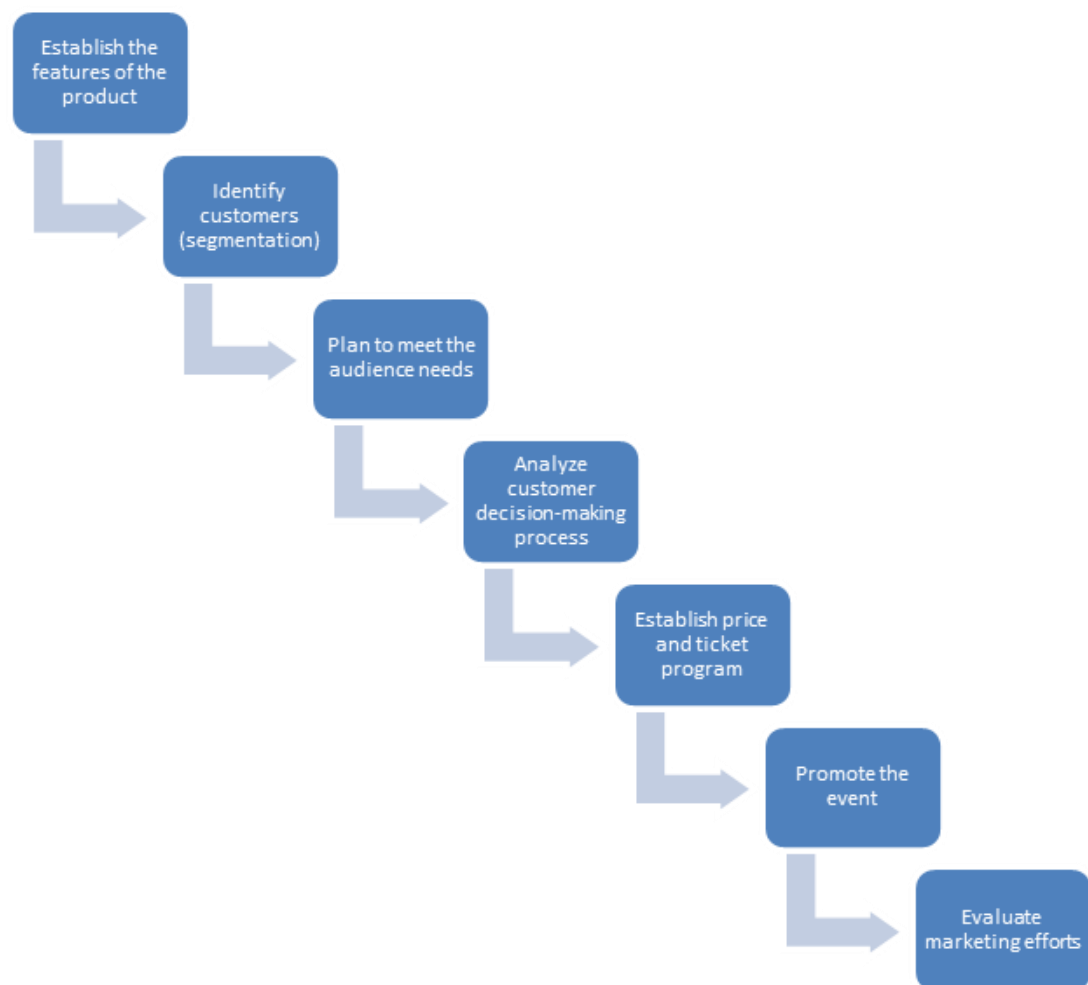 Establish the
features of the
product
Identify
customers
(segmentation)
Plan to meet the
audience needs
Analyze
customer
decision-making
process
Establish price
and ticket
program
Promote the
event
Evaluate
marketing efforts